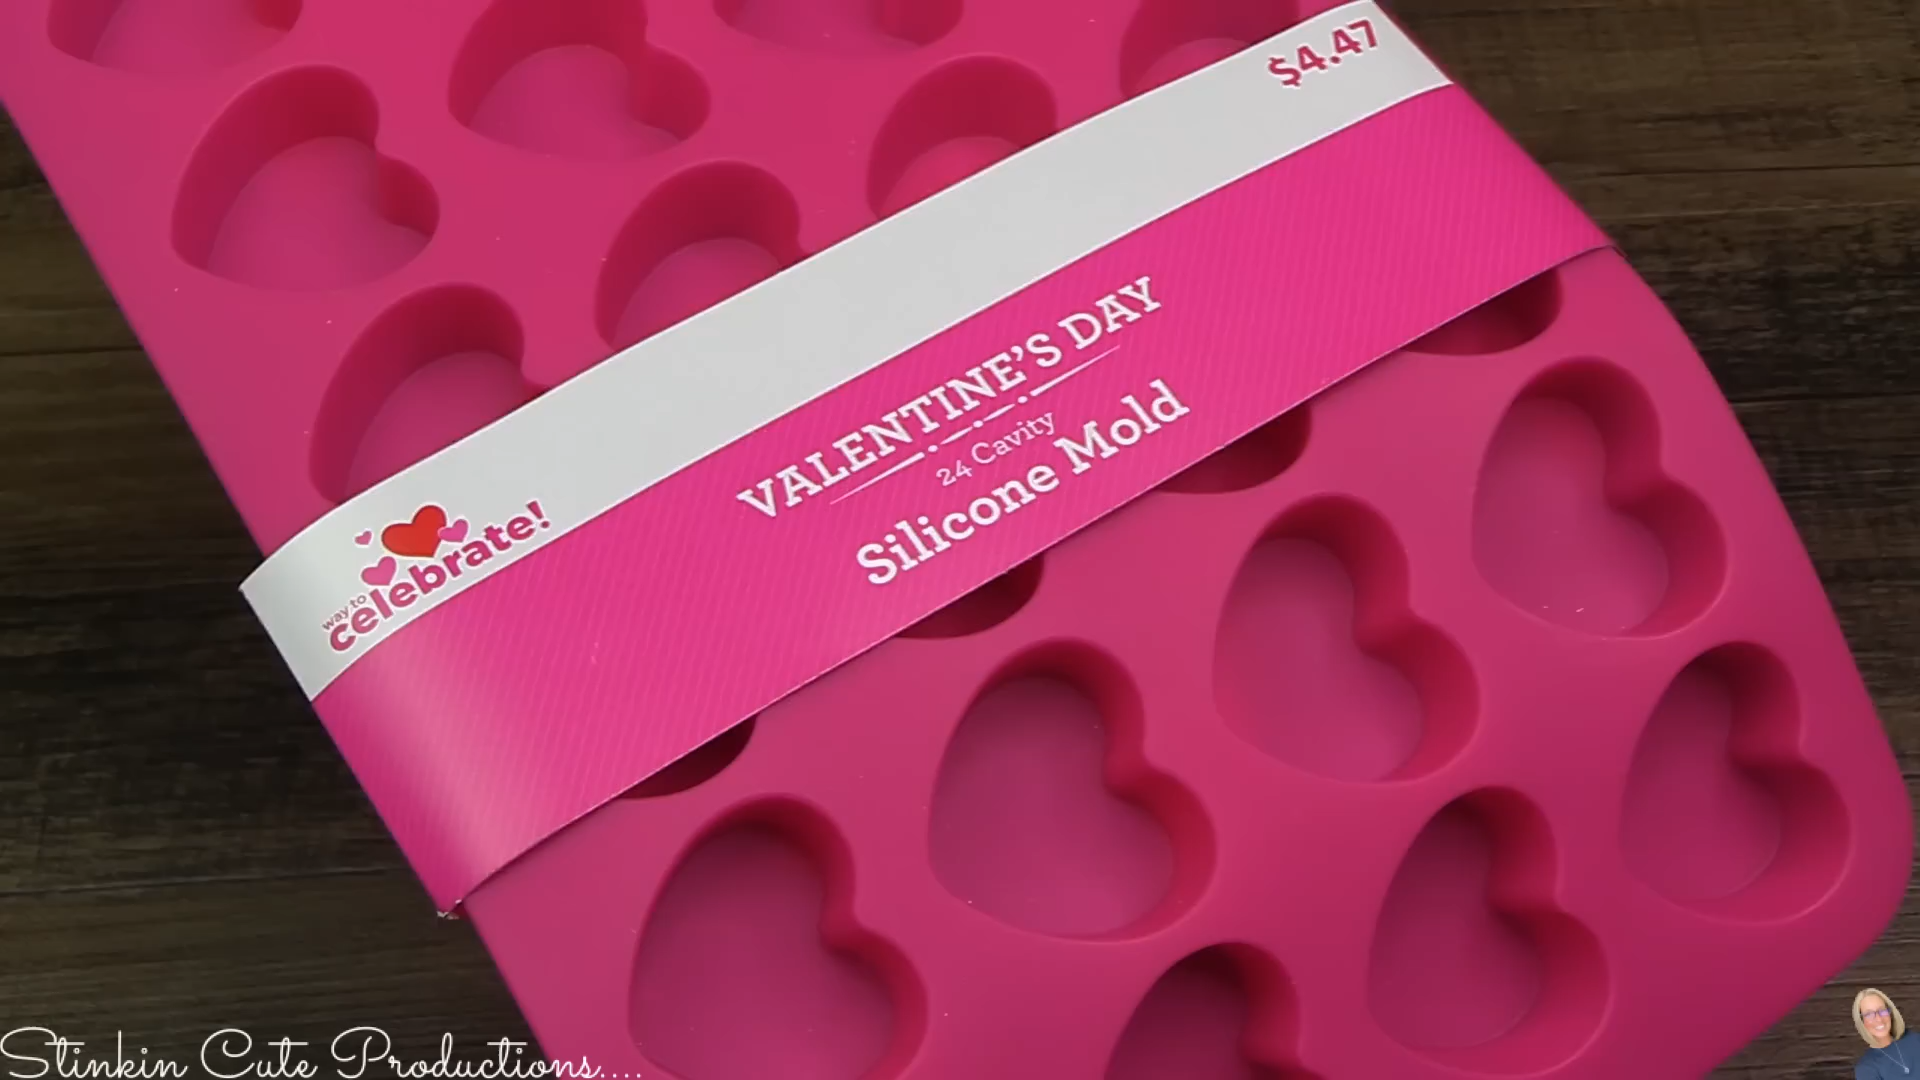 $4.47
VALENTINE'S DAY
24 Cavity
Silicone Mold
way to
celebrate!
Stinkin Cute Productions....